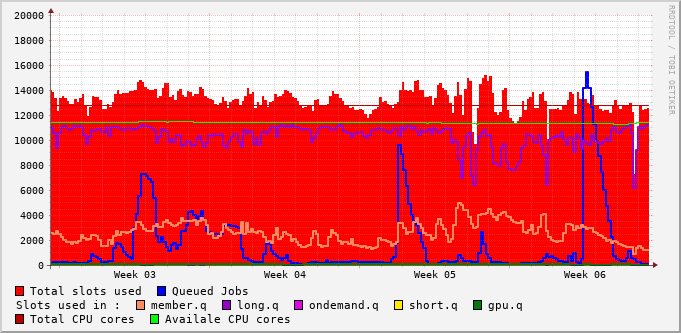 20000
18000
16000
14000
12000
10000
8000
6000
4000
2000
0
Week 03 Week 04 Week 05 Week 06
RRDTOOL / TOBI OETIKER
Total slots used Queued Jobs
Slots used in : member.q long.q ondemand.q short.q gpu.q
Total CPU cores Availale CPU cores